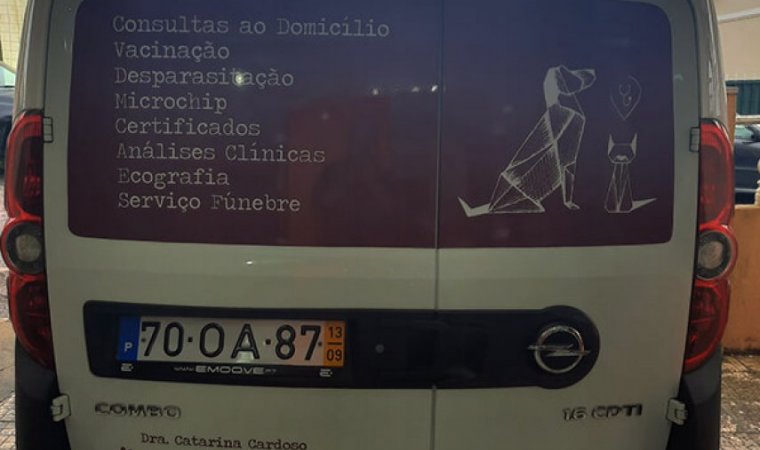 Consultas ao Domicílio
Vacinação
Desparasitação
Microchip
Certificados
Análises Clínicas
Ecografia
Serviço Fúnebre
P
70·OA·87
13
09
WWW.EMOOVE.PT
COMBO
1.6 CDTI
Dra. Catarina Cardoso